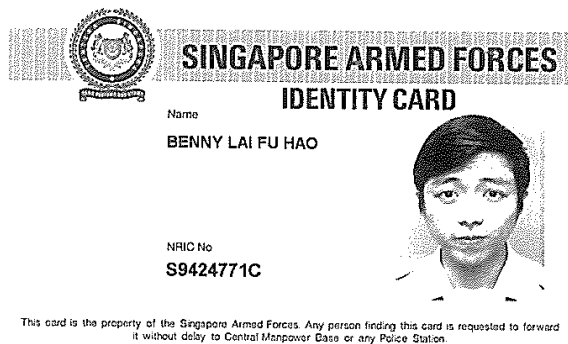 SINGAPORE ARMED FORCES
IDENTITY CARD
Name
BENNY LAI FU HAO
NRIC No
S9424771C
This card is the property of the Singapore Armed Forces. Any person finding this card is requested to forward
it without delay to Central Manpower Base or any Police Station.